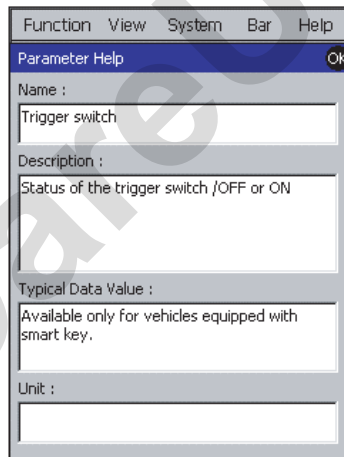 Function View System Bar Help
Parameter Help OK
Name :
Trigger switch
Description :
Status of the trigger switch /OFF or ON
Typical Data Value :
Available only for vehicles equipped with
smart key.
Unit :